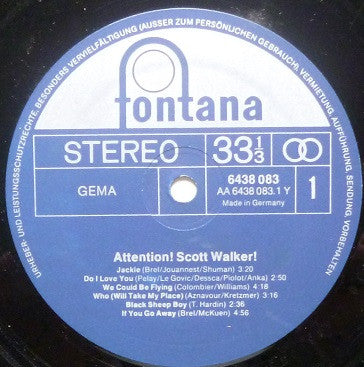 URHEBER- UND LEISTUNGSSCHUTZRECHTE, BESONDERS VERVIELFÄLTIGUNG (AUSSER ZUM PERSÖNLICHEN GEBRAUCH), VERMIETUNG, AUFFÜHRUNG, SENDUNG, VORBEHALTEN
fontana
STEREO 33⅓
GEMA
6438 083
AA 6438 083.1 Y
Made in Germany
1
Attention! Scott Walker!
Jackie (Brel/Jouannest/Shuman) 3.20
Do I Love You (Pelay/Le Govic/Dessca/Piolot/Anka) 2:50
We Could Be Flying (Colombier/Williams) 4:16
Who (Will Take My Place) (Aznavour/Kretzmer) 3:16
Black Sheep Boy (T. Hardin) 2:35
If You Go Away (Brel/McKuen) 4:56